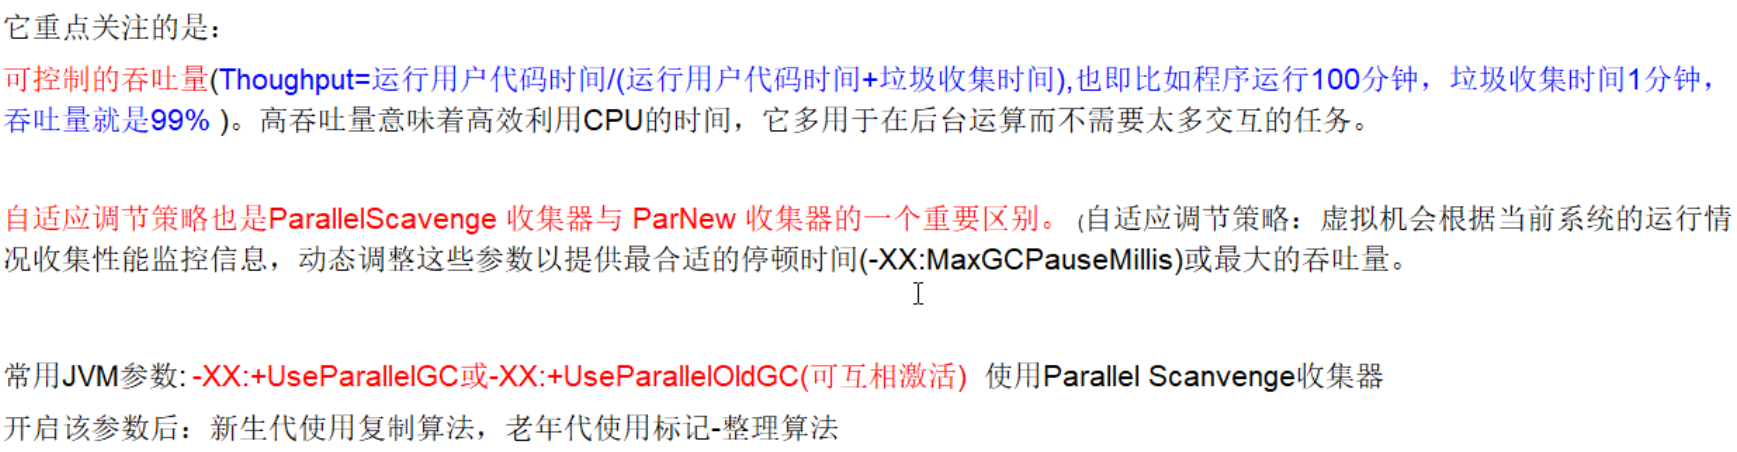 它重点关注的是：
可控制的吞吐量(Thoughput=运行用户代码时间/(运行用户代码时间+垃圾收集时间),也即比如程序运行100分钟，垃圾收集时间1分钟，
吞吐量就是99% )。高吞吐量意味着高效利用CPU的时间，它多用于在后台运算而不需要太多交互的任务。
自适应调节策略也是ParallelScavenge 收集器与 ParNew 收集器的一个重要区别。 (自适应调节策略：虚拟机会根据当前系统的运行情
况收集性能监控信息，动态调整这些参数以提供最合适的停顿时间(-XX:MaxGCPauseMillis)或最大的吞吐量。
常用JVM参数: -XX:+UseParallelGC或-XX:+UseParallelOldGC(可互相激活) 使用Parallel Scanvenge收集器
开启该参数后：新生代使用复制算法，老年代使用标记-整理算法